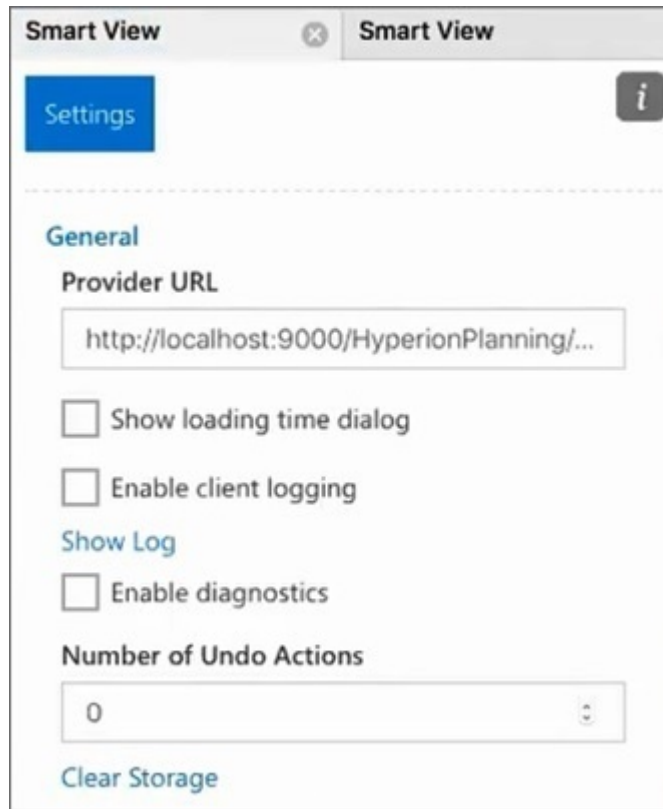 Smart View
Smart View
Settings
i
General
Provider URL
http://localhost:9000/HyperionPlanning/...
Show loading time dialog
Enable client logging
Show Log
Enable diagnostics
Number of Undo Actions
0
Clear Storage